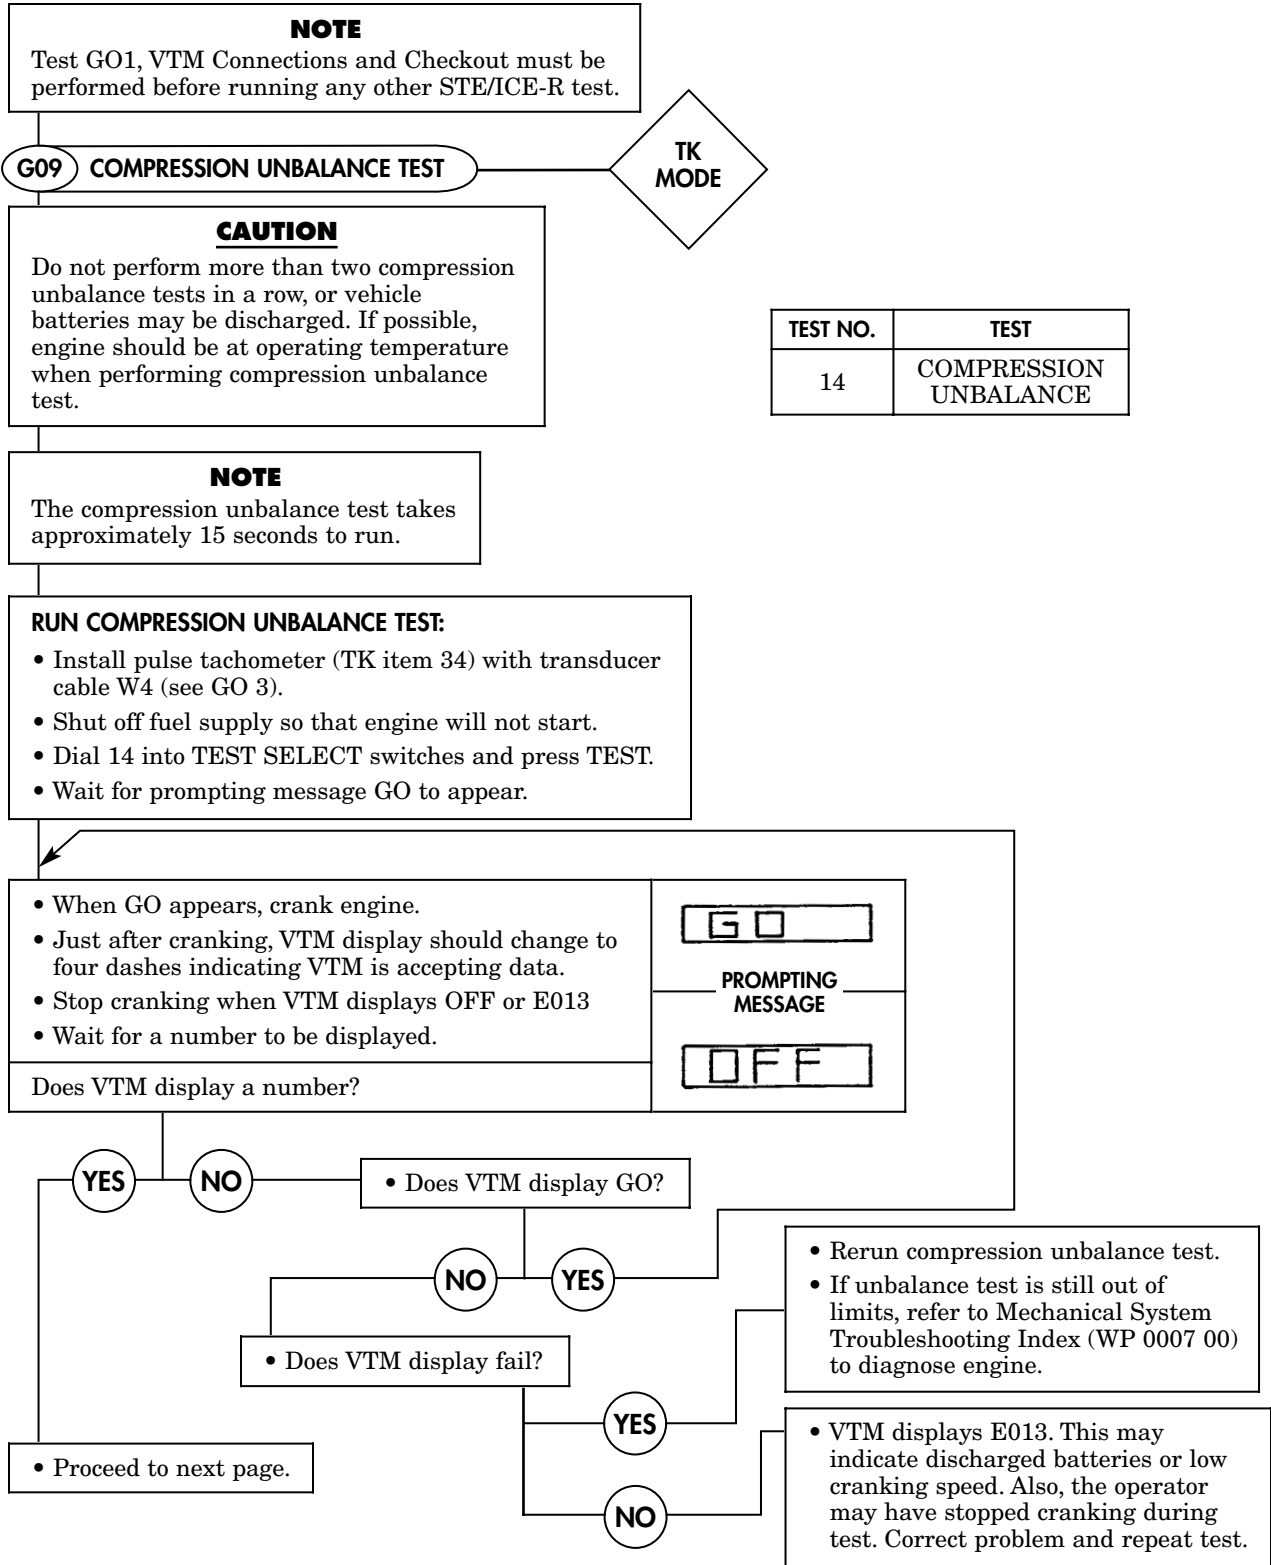 NOTE
Test GO1, VTM Connections and Checkout must be
performed before running any other STE/ICE-R test.
G09 COMPRESSION UNBALANCE TEST
TK
MODE
CAUTION
Do not perform more than two compression
unbalance tests in a row, or vehicle
batteries may be discharged. If possible,
engine should be at operating temperature
when performing compression unbalance
test.
TEST NO. TEST
14 COMPRESSION
UNBALANCE
NOTE
The compression unbalance test takes
approximately 15 seconds to run.
RUN COMPRESSION UNBALANCE TEST:
• Install pulse tachometer (TK item 34) with transducer
cable W4 (see GO 3).
• Shut off fuel supply so that engine will not start.
• Dial 14 into TEST SELECT switches and press TEST.
• Wait for prompting message GO to appear.
• When GO appears, crank engine.
• Just after cranking, VTM display should change to
four dashes indicating VTM is accepting data.
• Stop cranking when VTM displays OFF or E013
• Wait for a number to be displayed.
Does VTM display a number?
GO
PROMPTING
MESSAGE
OFF
YES
NO
• Does VTM display GO?
NO
YES
• Does VTM display fail?
YES
• Rerun compression unbalance test.
• If unbalance test is still out of
limits, refer to Mechanical System
Troubleshooting Index (WP 0007 00)
to diagnose engine.
• Proceed to next page.
NO
• VTM displays E013. This may
indicate discharged batteries or low
cranking speed. Also, the operator
may have stopped cranking during
test. Correct problem and repeat test.